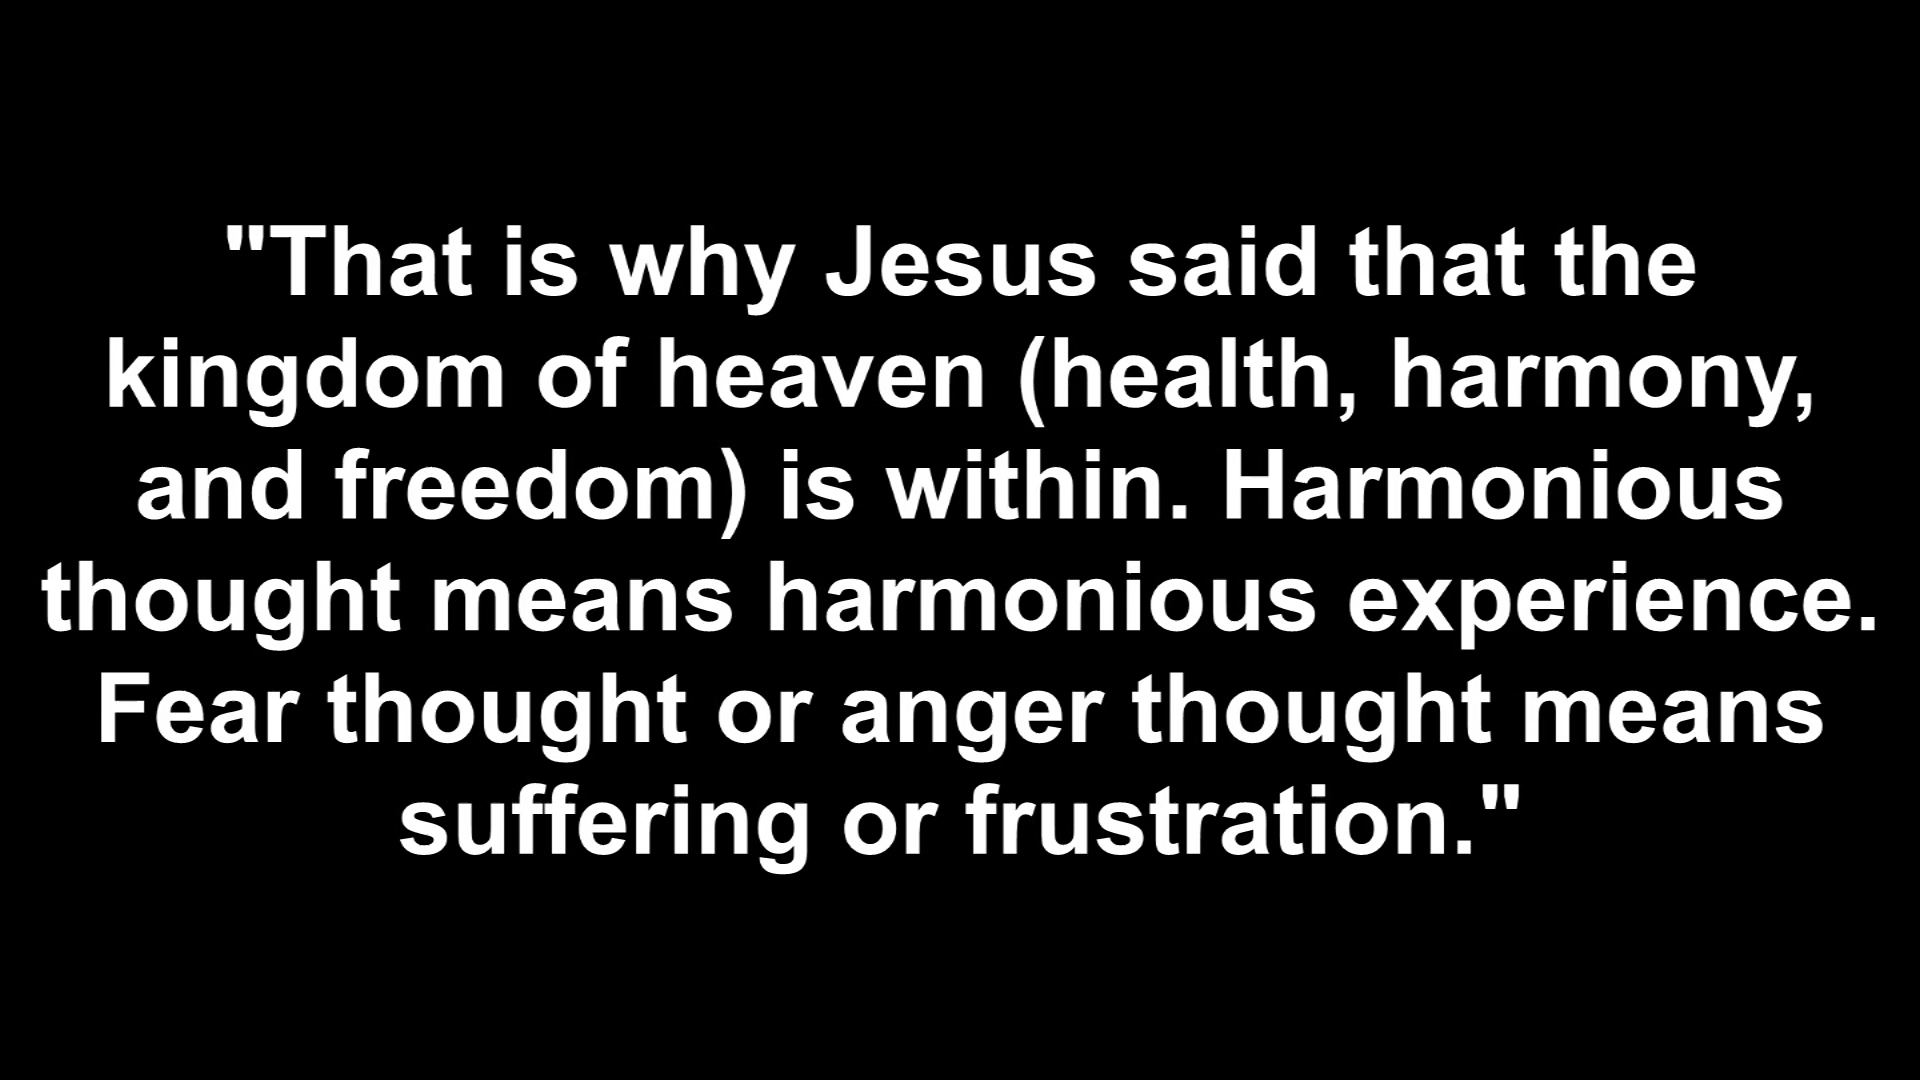 "That is why Jesus said that the
kingdom of heaven (health, harmony,
and freedom) is within. Harmonious
thought means harmonious experience.
Fear thought or anger thought means
suffering or frustration."